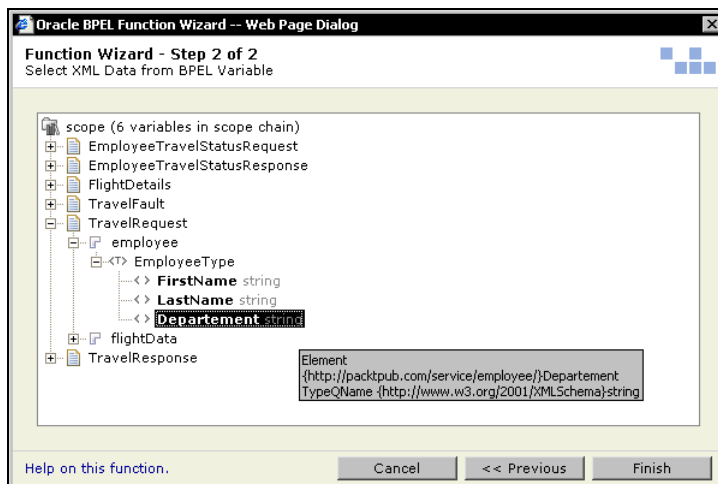 Oracle BPEL Function Wizard -- Web Page Dialog
Function Wizard - Step 2 of 2
Select XML Data from BPEL Variable
scope (6 variables in scope chain)
EmployeeTravelStatusRequest
EmployeeTravelStatusResponse
FlightDetails
TravelFault
TravelRequest
employee
<T> EmployeeType
<> FirstName string
<> LastName string
<> Departement string
flightData
TravelResponse
Element
{http://packtpub.com/service/employee/}Departement
TypeQName {http://www.w3.org/2001/XMLSchema}string
Help on this function.
Cancel
<< Previous
Finish